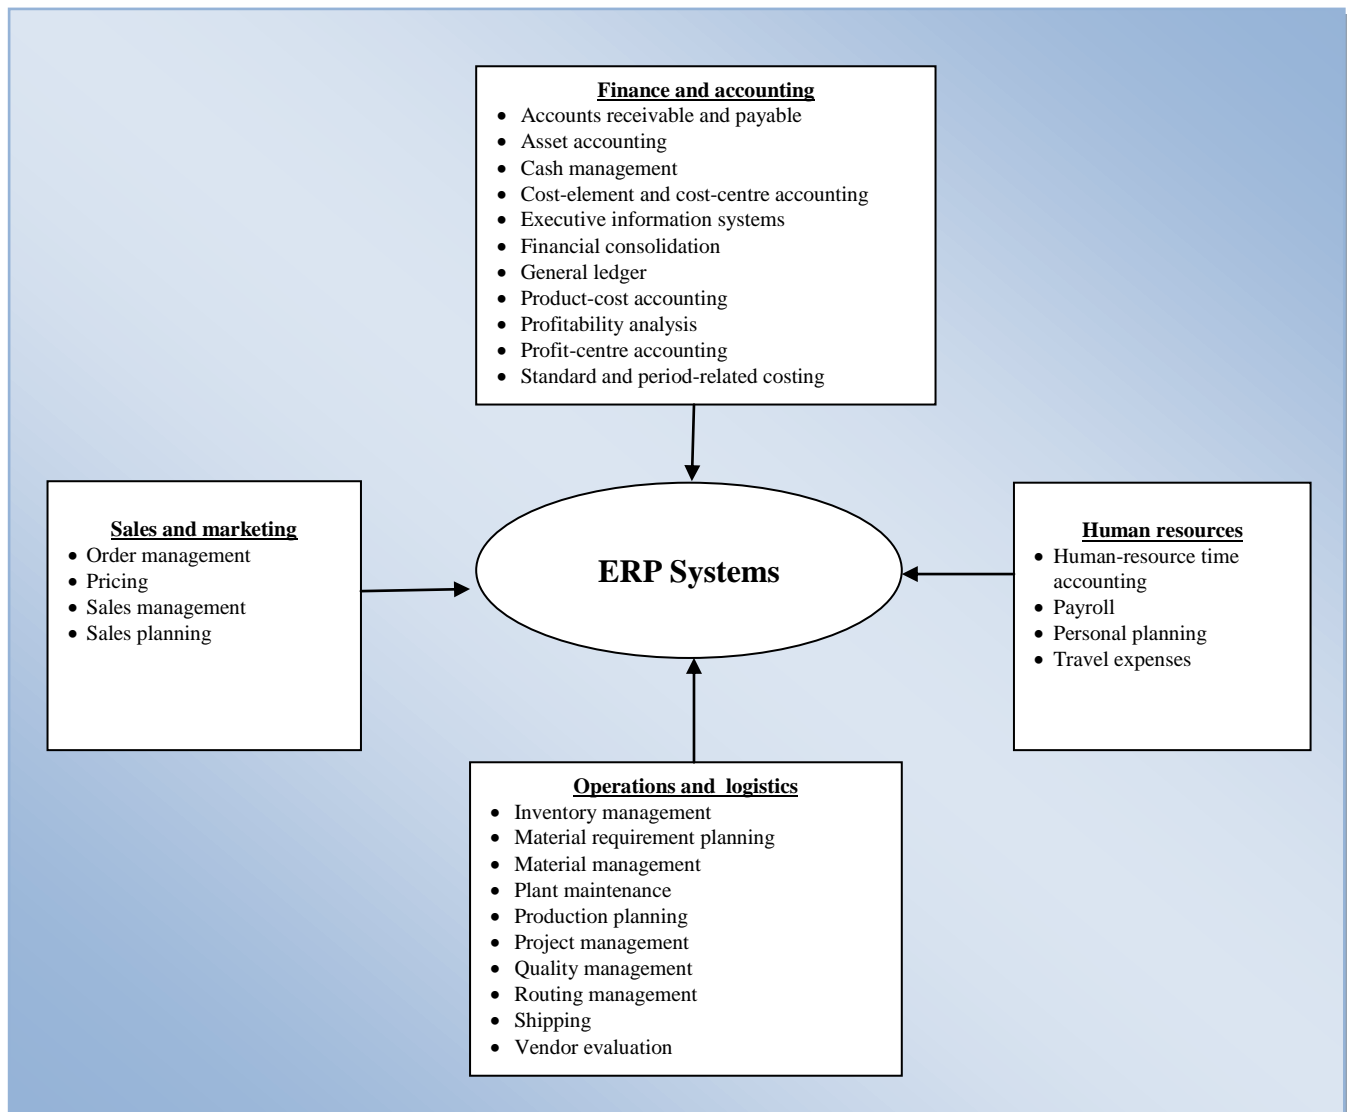 Finance and accounting
• Accounts receivable and payable
• Asset accounting
• Cash management
• Cost-element and cost-centre accounting
• Executive information systems
• Financial consolidation
• General ledger
• Product-cost accounting
• Profitability analysis
• Profit-centre accounting
• Standard and period-related costing
Sales and marketing
• Order management
• Pricing
• Sales management
• Sales planning
ERP Systems
Human resources
• Human-resource time
accounting
• Payroll
• Personal planning
• Travel expenses
Operations and logistics
• Inventory management
• Material requirement planning
• Material management
• Plant maintenance
• Production planning
• Project management
• Quality management
• Routing management
• Shipping
• Vendor evaluation